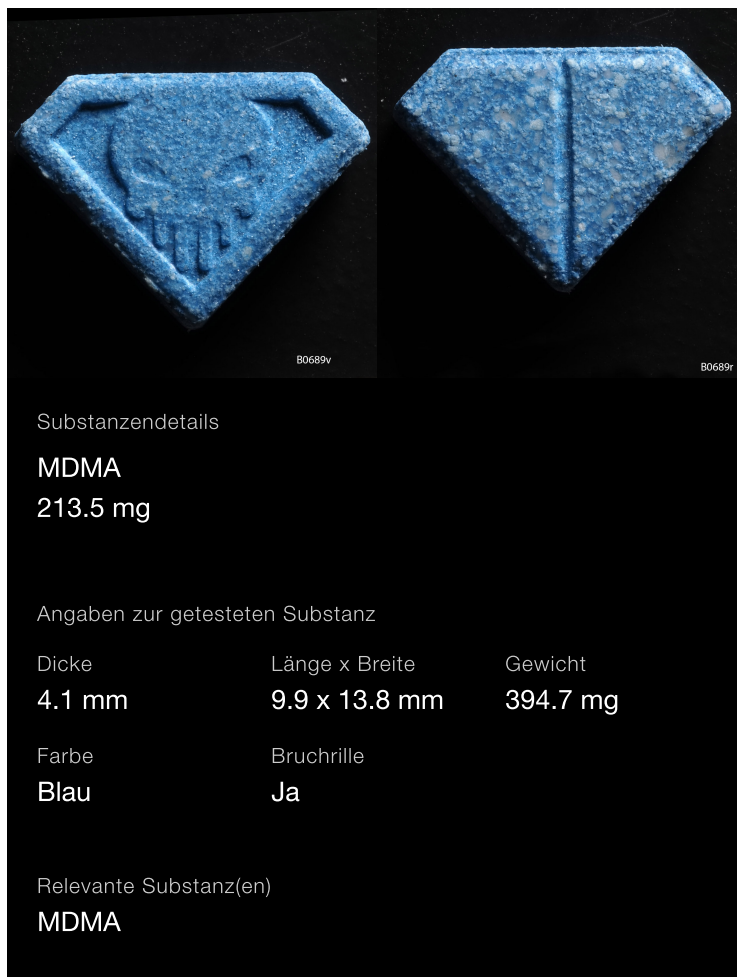 B0689v
B0689r
Substanzendetails
MDMA
213.5 mg
Angaben zur getesteten Substanz
Dicke Länge x Breite Gewicht
4.1 mm 9.9 x 13.8 mm 394.7 mg
Farbe Bruchrille
Blau Ja
Relevante Substanz(en)
MDMA